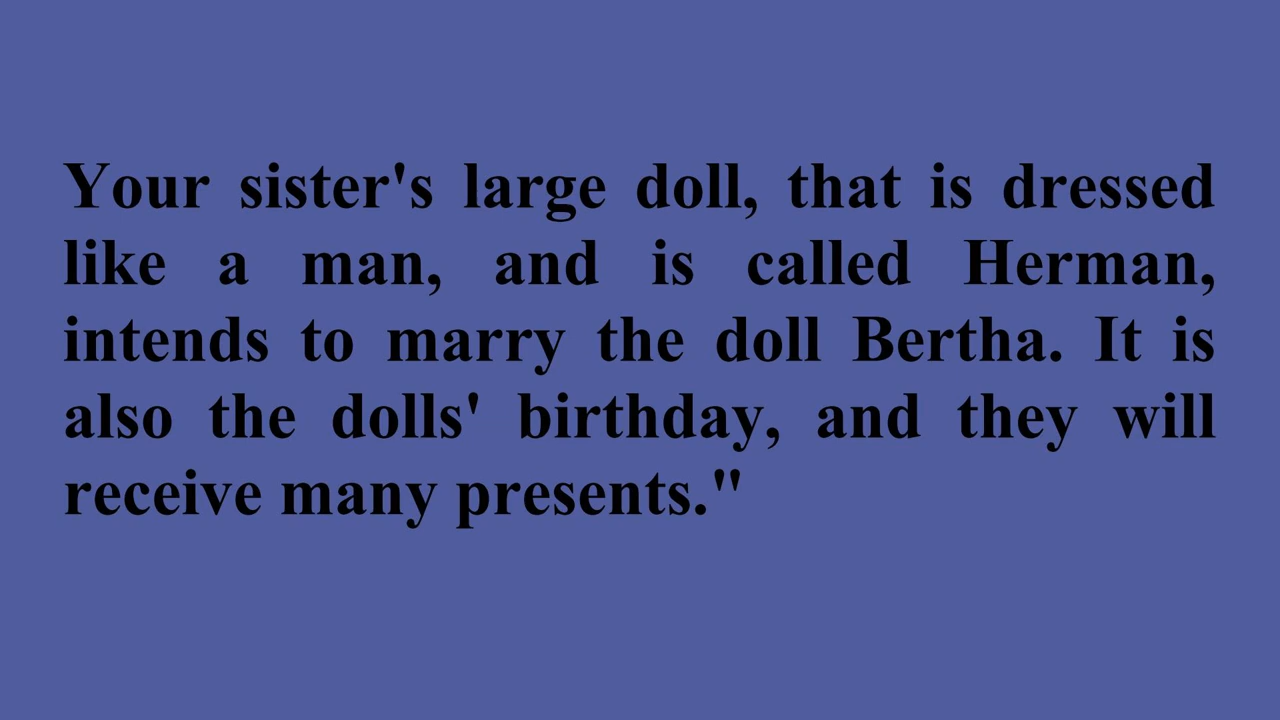 Your sister's large doll, that is dressed
like a man, and is called Herman,
intends to marry the doll Bertha. It is
also the dolls' birthday, and they will
receive many presents."